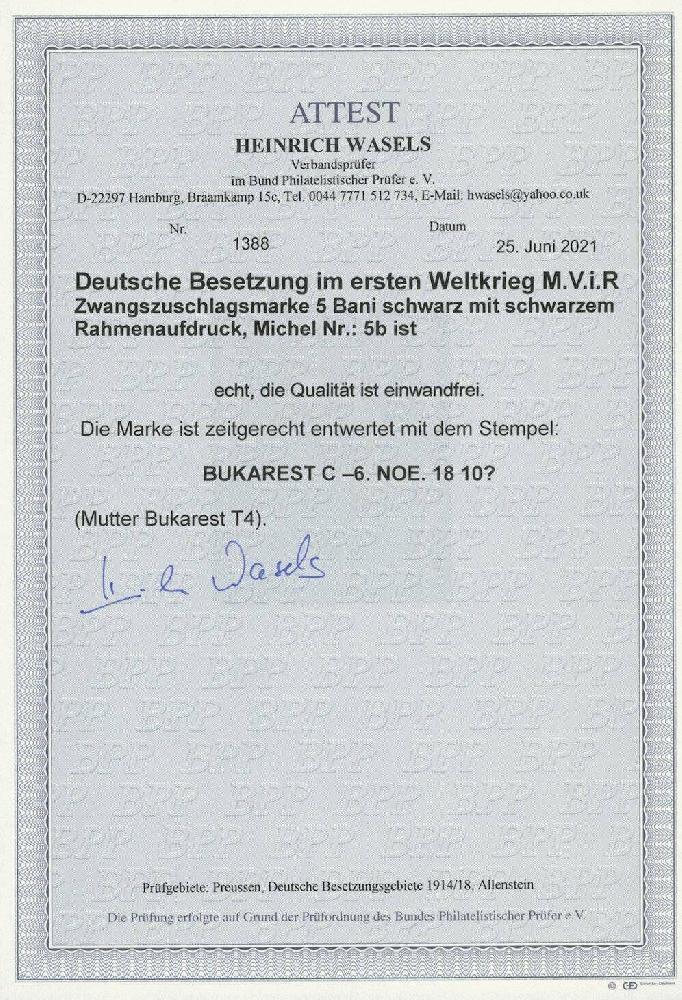 ATTEST
HEINRICH WASELS
Verbandsprüfer
im Bund Philatelistischer Prüfer e. V.
D-22297 Hamburg, Braamkamp 15c, Tel. 0044 7771 512 734, E-Mail: hwasels@yahoo.co.uk
Nr. Datum
1388 25. Juni 2021
Deutsche Besetzung im ersten Weltkrieg M.V.i.R
Zwangszuschlagsmarke 5 Bani schwarz mit schwarzem
Rahmenaufdruck, Michel Nr.: 5b ist
echt, die Qualität ist einwandfrei.
Die Marke ist zeitgerecht entwertet mit dem Stempel:
BUKAREST C –6. NOE. 18 10?
(Mutter Bukarest T4).
Wasels
Prüfgebiete: Preussen, Deutsche Besetzungsgebiete 1914/18, Allenstein
Die Prüfung erfolgte auf Grund der Prüfordnung des Bundes Philatelistischer Prüfer e.V.